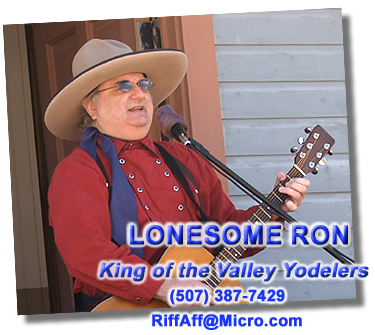 LONESOME RON
King of the Valley Yodelers
(507) 387-7429
RiffAff@Micro.com